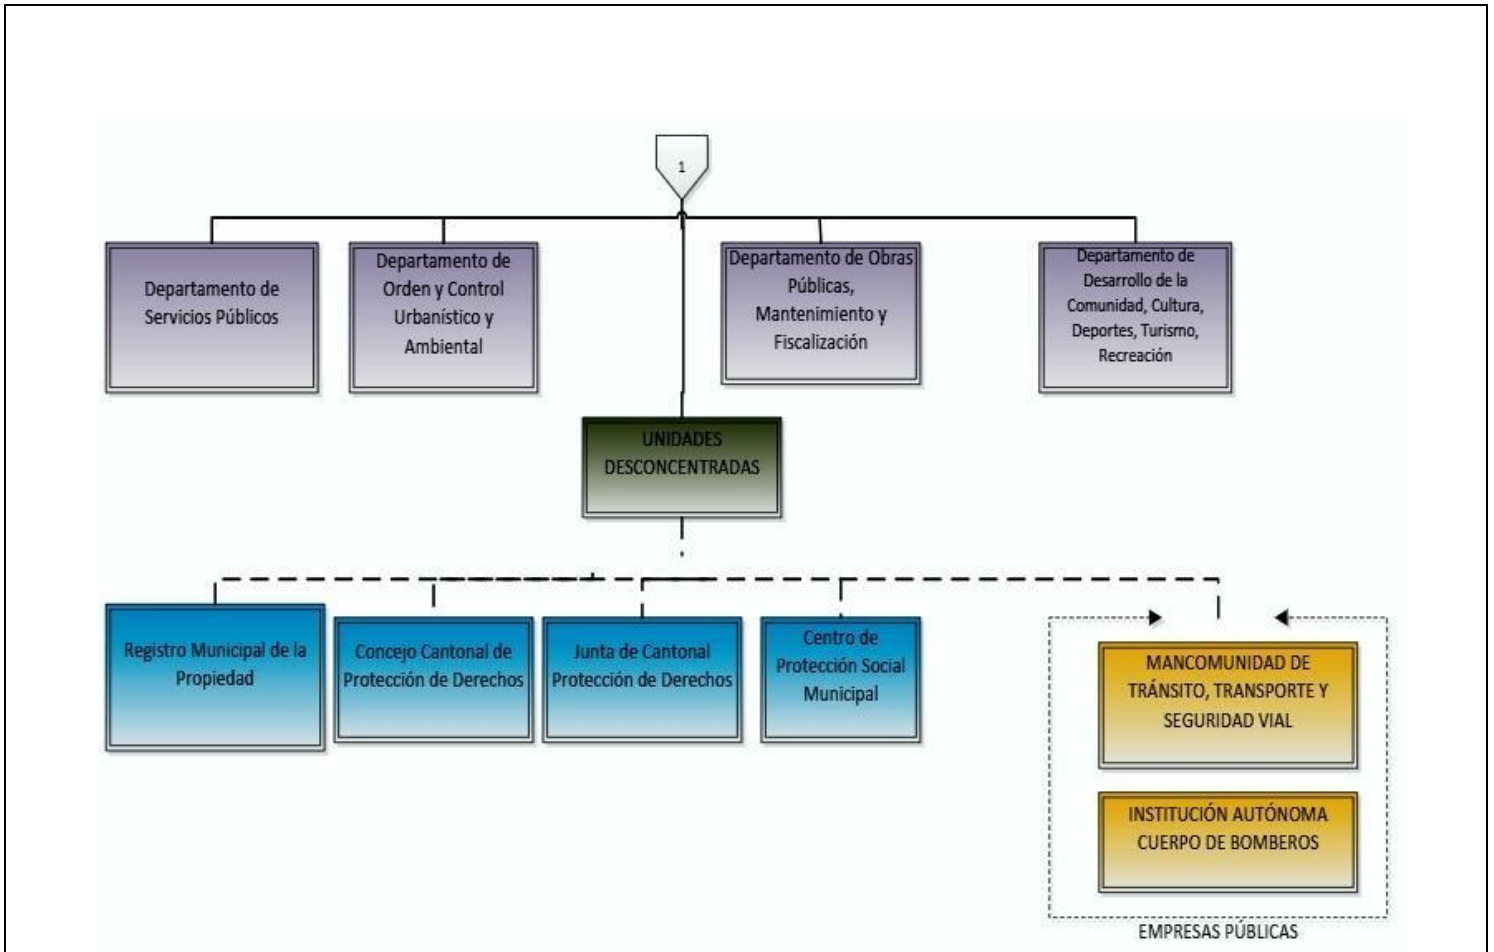 1
Departamento de
Servicios Públicos
Departamento de
Orden y Control
Urbanístico y
Ambiental
Departamento de Obras
Públicas,
Mantenimiento y
Fiscalización
Departamento de
Desarrollo de la
Comunidad, Cultura,
Deportes, Turismo,
Recreación
UNIDADES
DESCONCENTRADAS
Registro Municipal de la
Propiedad
Concejo Cantonal de
Protección de Derechos
Junta de Cantonal
Protección de Derechos
Centro de
Protección Social
Municipal
MANCOMUNIDAD DE
TRÁNSITO, TRANSPORTE Y
SEGURIDAD VIAL
INSTITUCIÓN AUTÓNOMA
CUERPO DE BOMBEROS
EMPRESAS PÚBLICAS